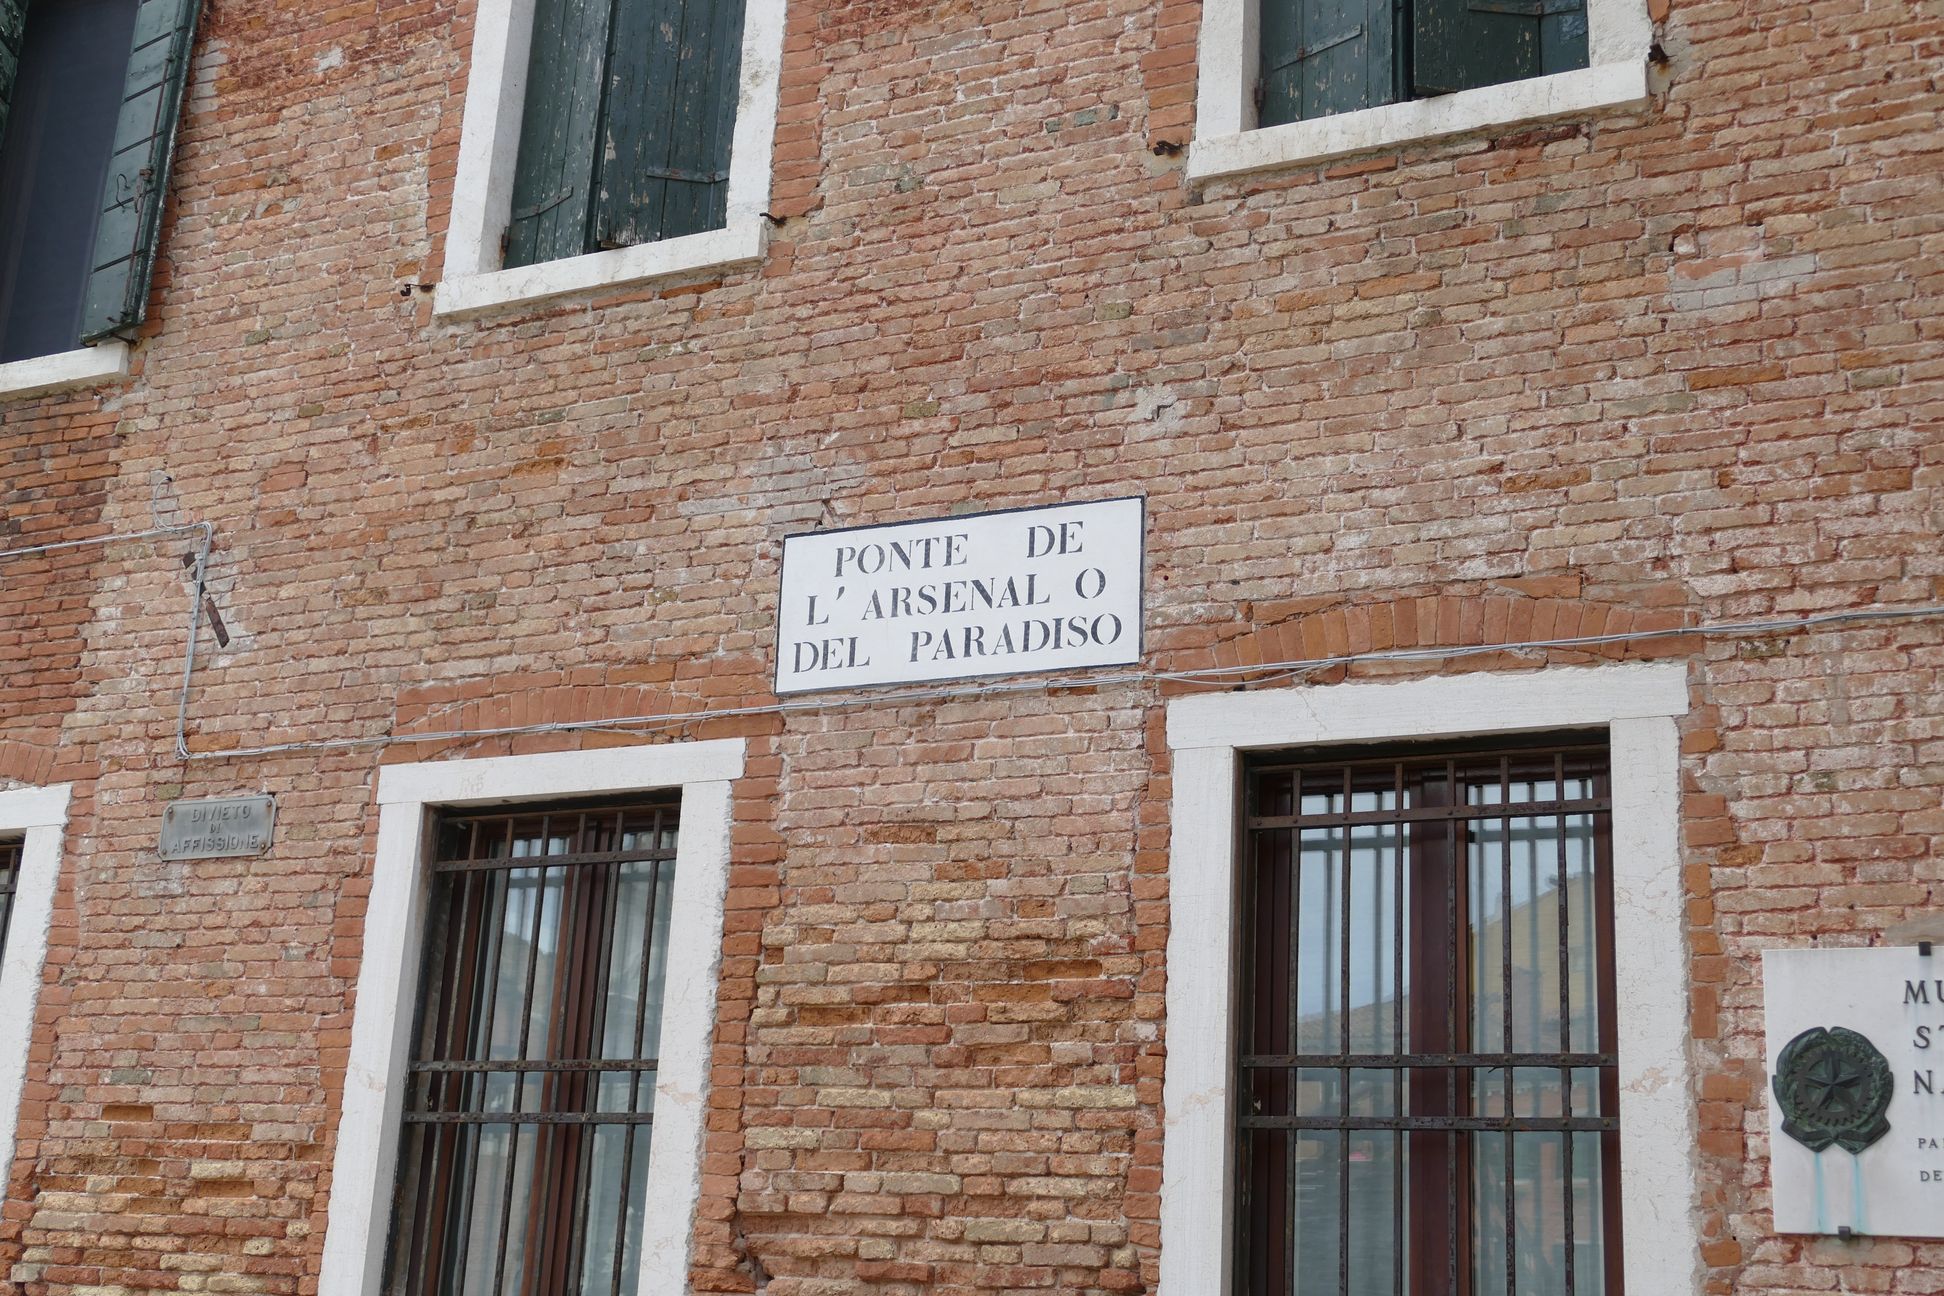 PONTE DE
L'ARSENAL O
DEL PARADISO
DIVIETO
DI
AFFISSIONE